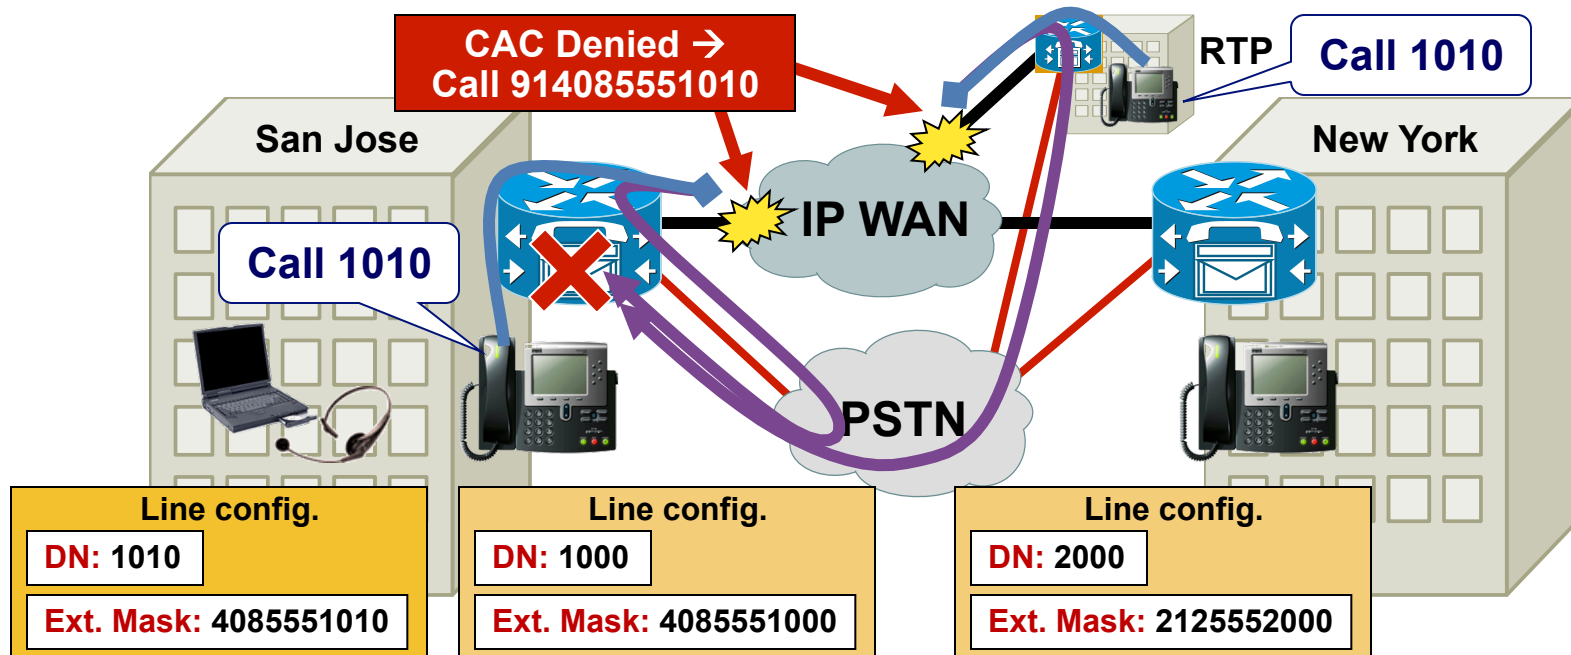 CAC Denied →
Call 914085551010
RTP
Call 1010
San Jose
New York
IP WAN
Call 1010
PSTN
Line config.
DN: 1010
Ext. Mask: 4085551010
Line config.
DN: 1000
Ext. Mask: 4085551000
Line config.
DN: 2000
Ext. Mask: 2125552000